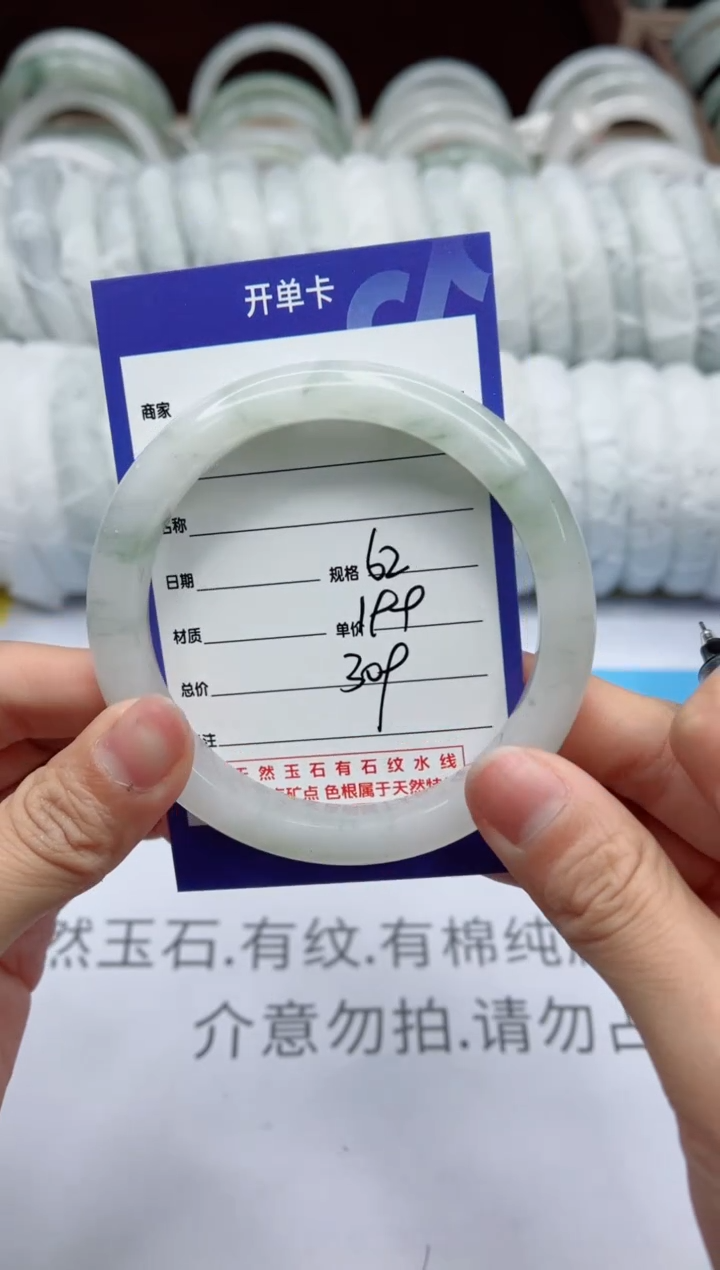 开单卡
商家
名称
日期 规格 62
材质 单价 199
总价 309
注
天然玉石有石纹水线
矿点 色根属于天然特
然玉石.有纹.有棉纯
介意勿拍.请勿占